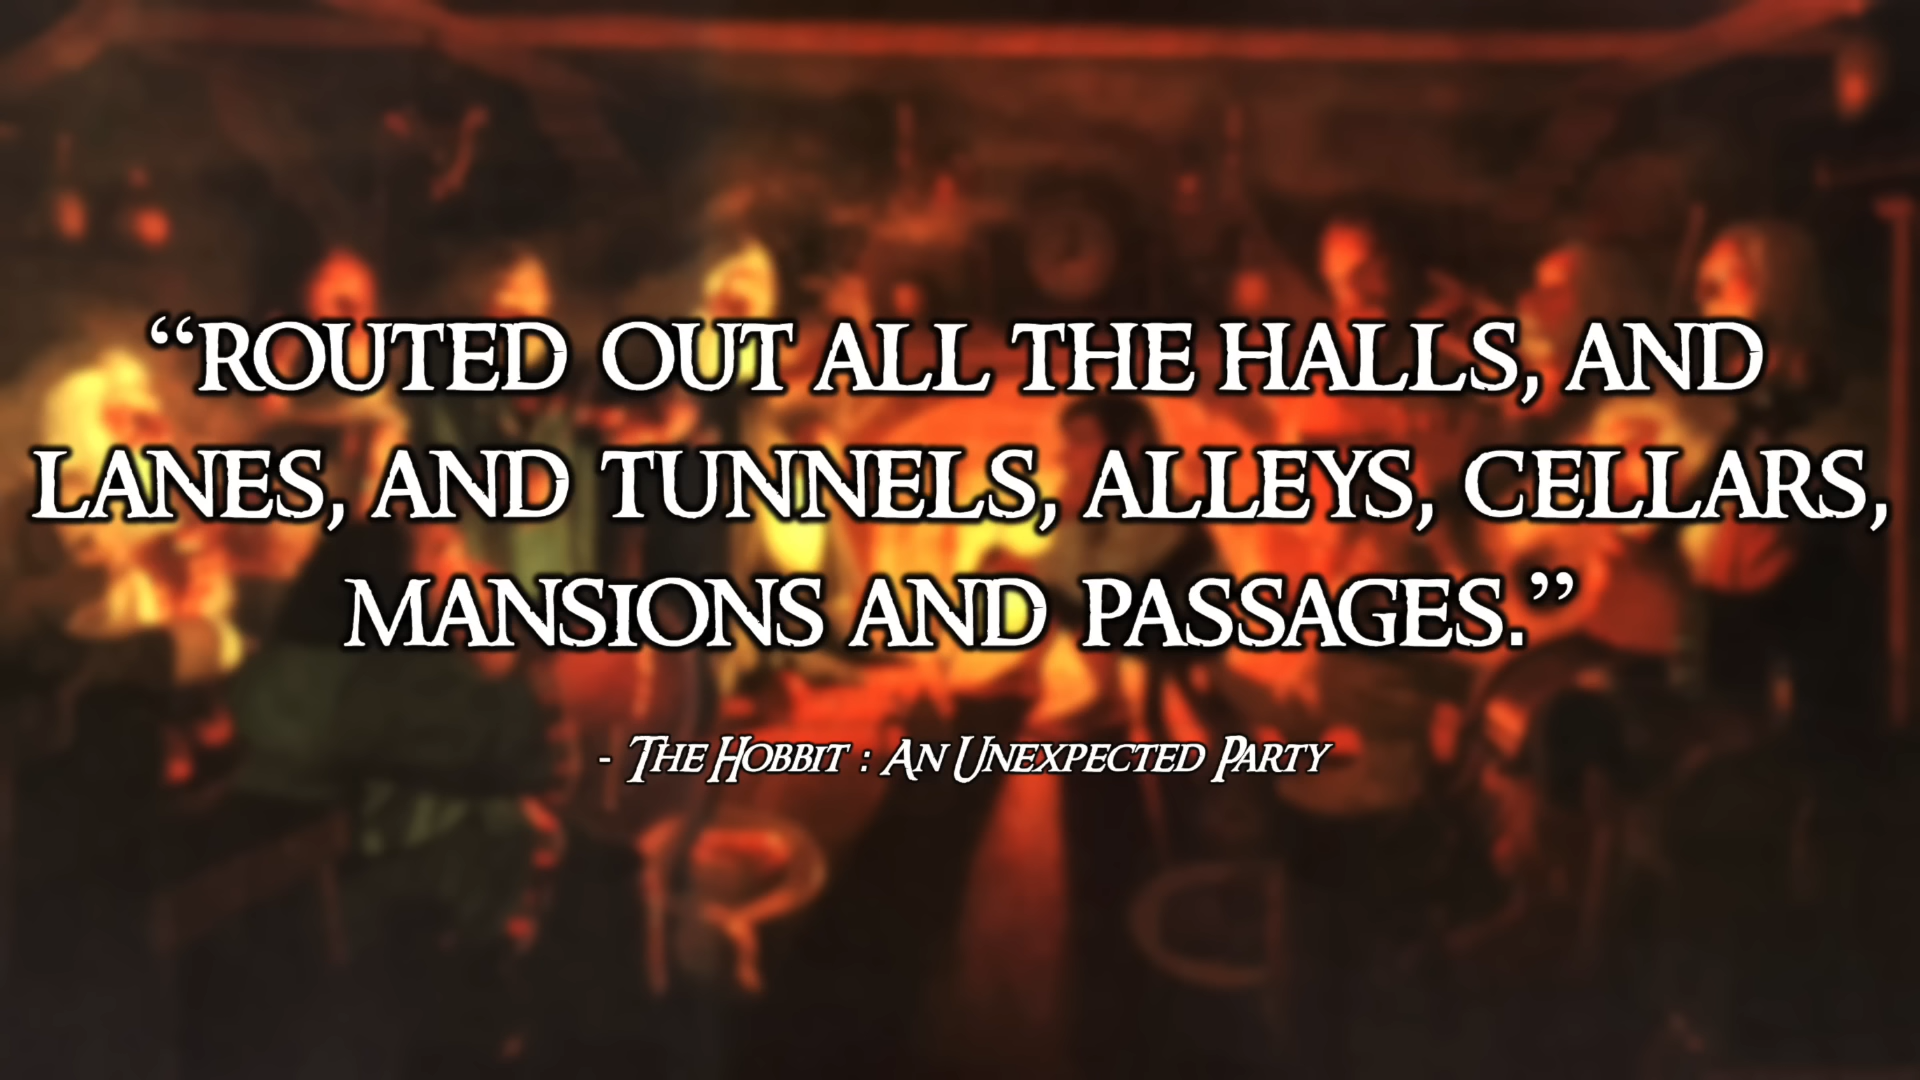 “ROUTED OUT ALL THE HALLS, AND
LANES, AND TUNNELS, ALLEYS, CELLARS,
MANSIONS AND PASSAGES.”
- THE HOBBIT : AN UNEXPECTED PARTY